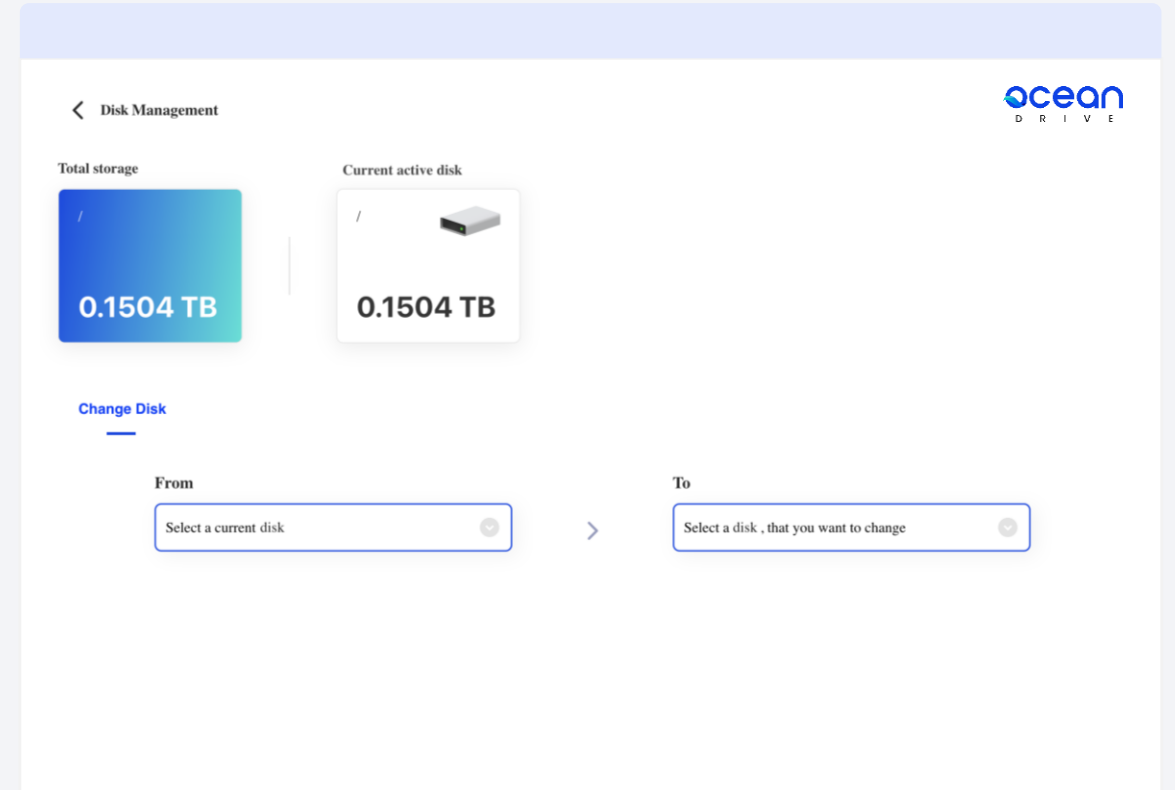 Disk Management
ocean
DRIVE
Total storage
Current active disk
/
/
0.1504 TB
0.1504 TB
Change Disk
From
To
Select a current disk
Select a disk , that you want to change